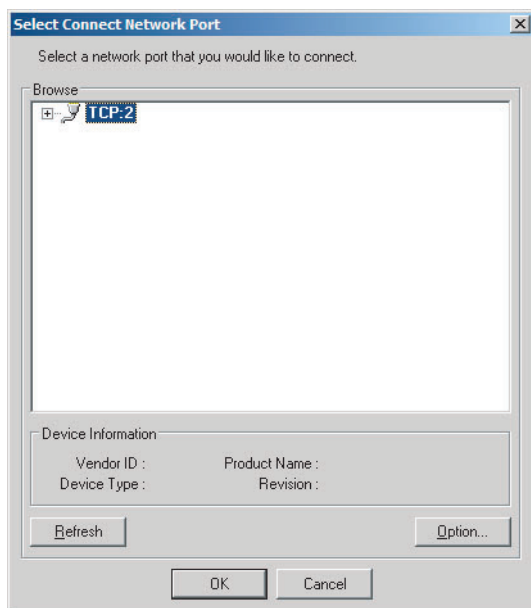 Select Connect Network Port
Select a network port that you would like to connect.
Browse
TCP:2
Device Information
Vendor ID : Product Name :
Device Type : Revision :
Refresh Option...
OK Cancel